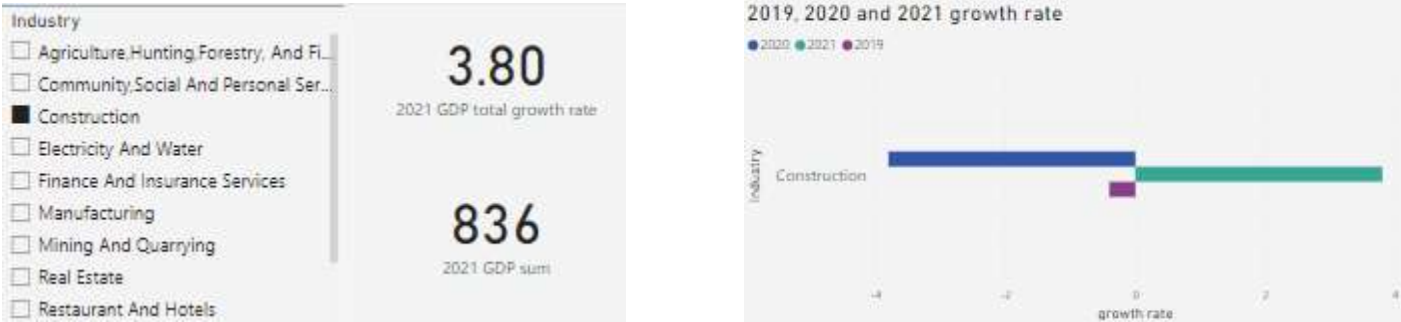 Industry
Agriculture,Hunting,Forestry, And Fi...
Community,Social And Personal Ser...
Construction
Electricity And Water
Finance And Insurance Services
Manufacturing
Mining And Quarrying
Real Estate
Restaurant And Hotels
3.80
2021 GDP total growth rate
836
2021 GDP sum
2019, 2020 and 2021 growth rate
2020 2021 2019
Industry
Construction
-4 -2 0 2 4
growth rate